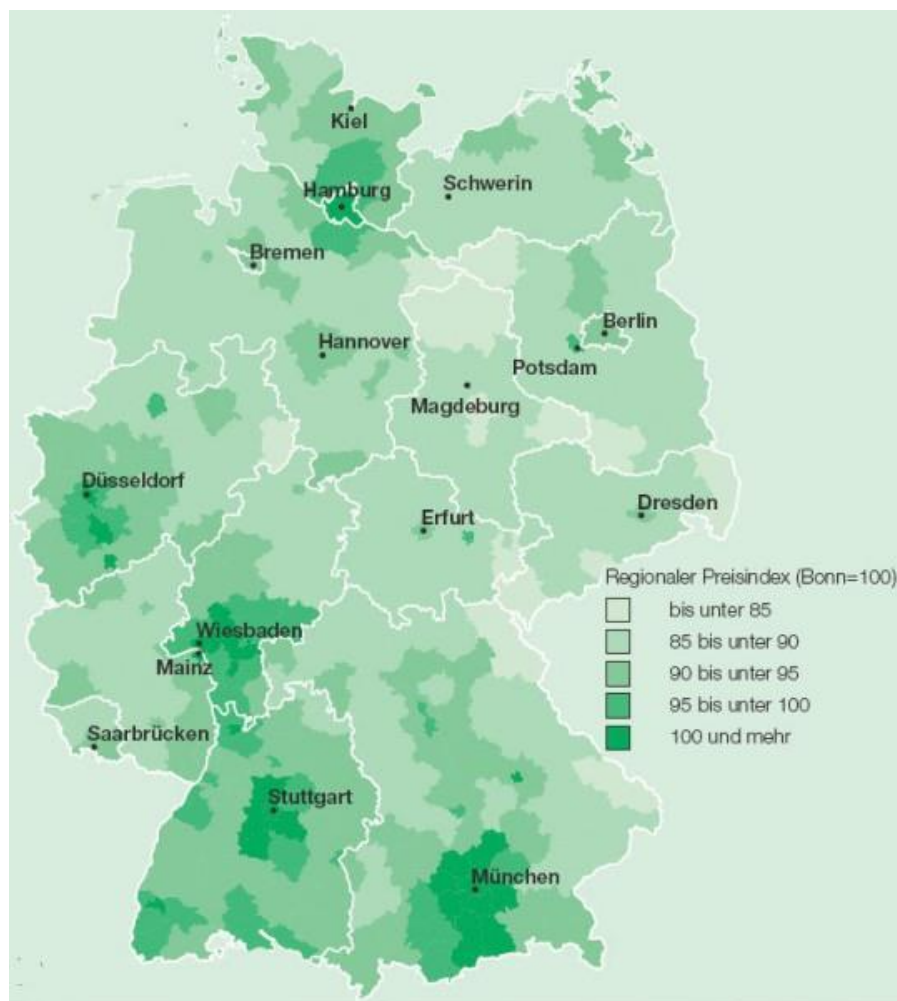 Kiel
Schwerin
Hamburg
Bremen
Berlin
Hannover
Potsdam
Magdeburg
Düsseldorf
Dresden
Erfurt
Regionaler Preisindex (Bonn=100)
bis unter 85
85 bis unter 90
90 bis unter 95
95 bis unter 100
100 und mehr
Wiesbaden
Mainz
Saarbrücken
Stuttgart
München